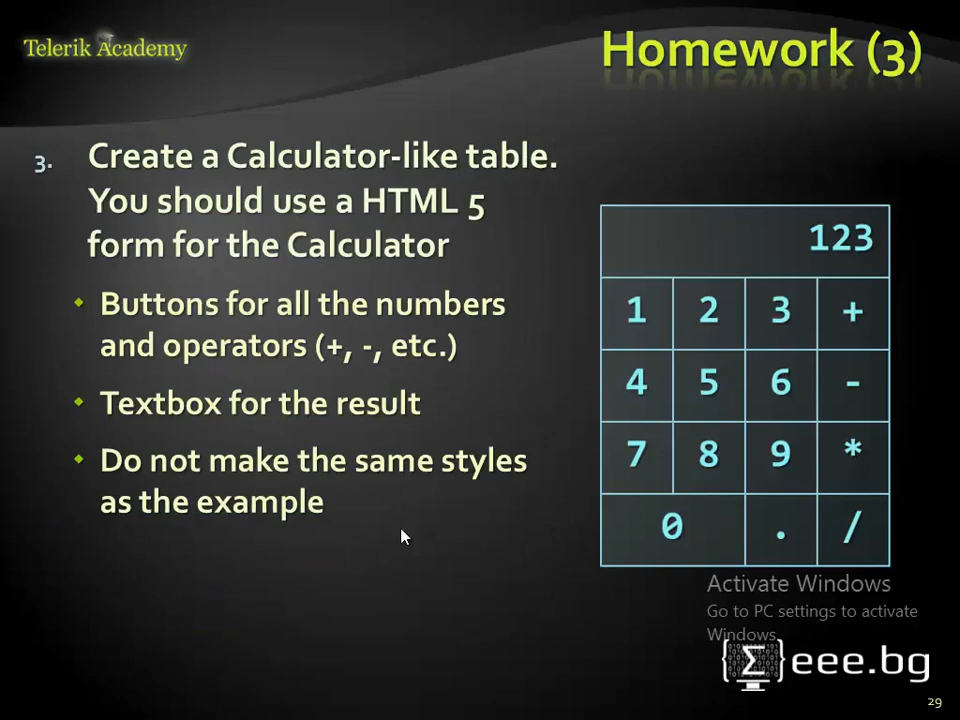 Telerik Academy
Homework (3)
3. Create a Calculator-like table.
You should use a HTML 5
form for the Calculator
Buttons for all the numbers
and operators (+, -, etc.)
Textbox for the result
Do not make the same styles
as the example
123
1 2 3 +
4 5 6 -
7 8 9 *
0 . /
Activate Windows
Go to PC settings to activate
Windows.
Σ eee.bg
29